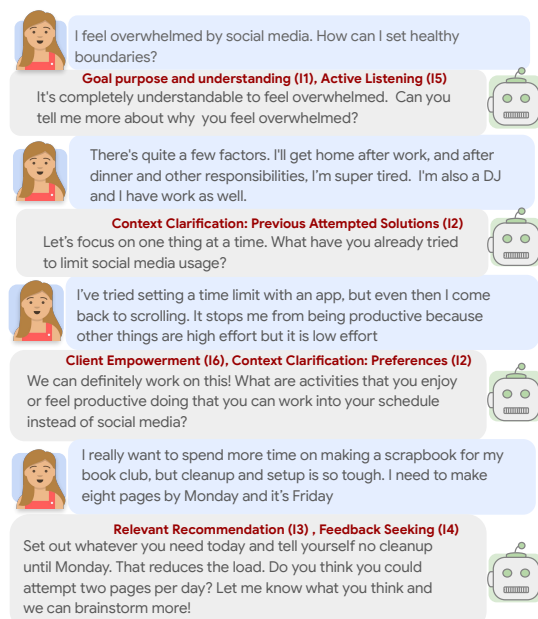 I feel overwhelmed by social media. How can I set healthy
boundaries?
Goal purpose and understanding (I1), Active Listening (I5)
It's completely understandable to feel overwhelmed. Can you
tell me more about why you feel overwhelmed?
There's quite a few factors. I'll get home after work, and after
dinner and other responsibilities, I'm super tired. I'm also a DJ
and I have work as well.
Context Clarification: Previous Attempted Solutions (I2)
Let's focus on one thing at a time. What have you already tried
to limit social media usage?
I've tried setting a time limit with an app, but even then I come
back to scrolling. It stops me from being productive because
other things are high effort but it is low effort
Client Empowerment (I6), Context Clarification: Preferences (I2)
We can definitely work on this! What are activities that you enjoy
or feel productive doing that you can work into your schedule
instead of social media?
I really want to spend more time on making a scrapbook for my
book club, but cleanup and setup is so tough. I need to make
eight pages by Monday and it's Friday
Relevant Recommendation (I3) , Feedback Seeking (I4)
Set out whatever you need today and tell yourself no cleanup
until Monday. That reduces the load. Do you think you could
attempt two pages per day? Let me know what you think and
we can brainstorm more!